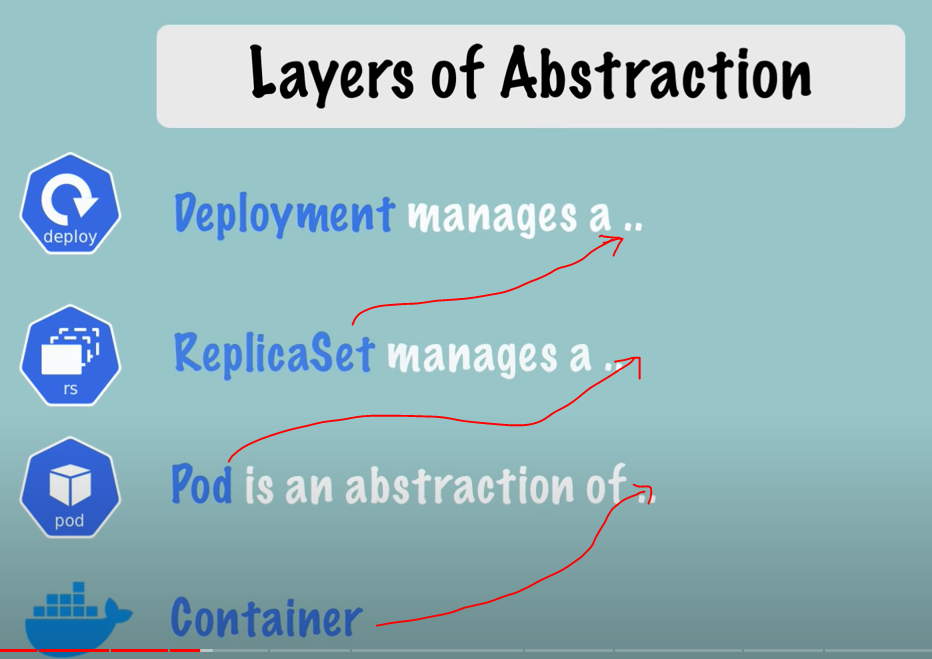 Layers of Abstraction
deploy
Deployment manages a ..
rs
ReplicaSet manages a ..
pod
Pod is an abstraction of ..
Container